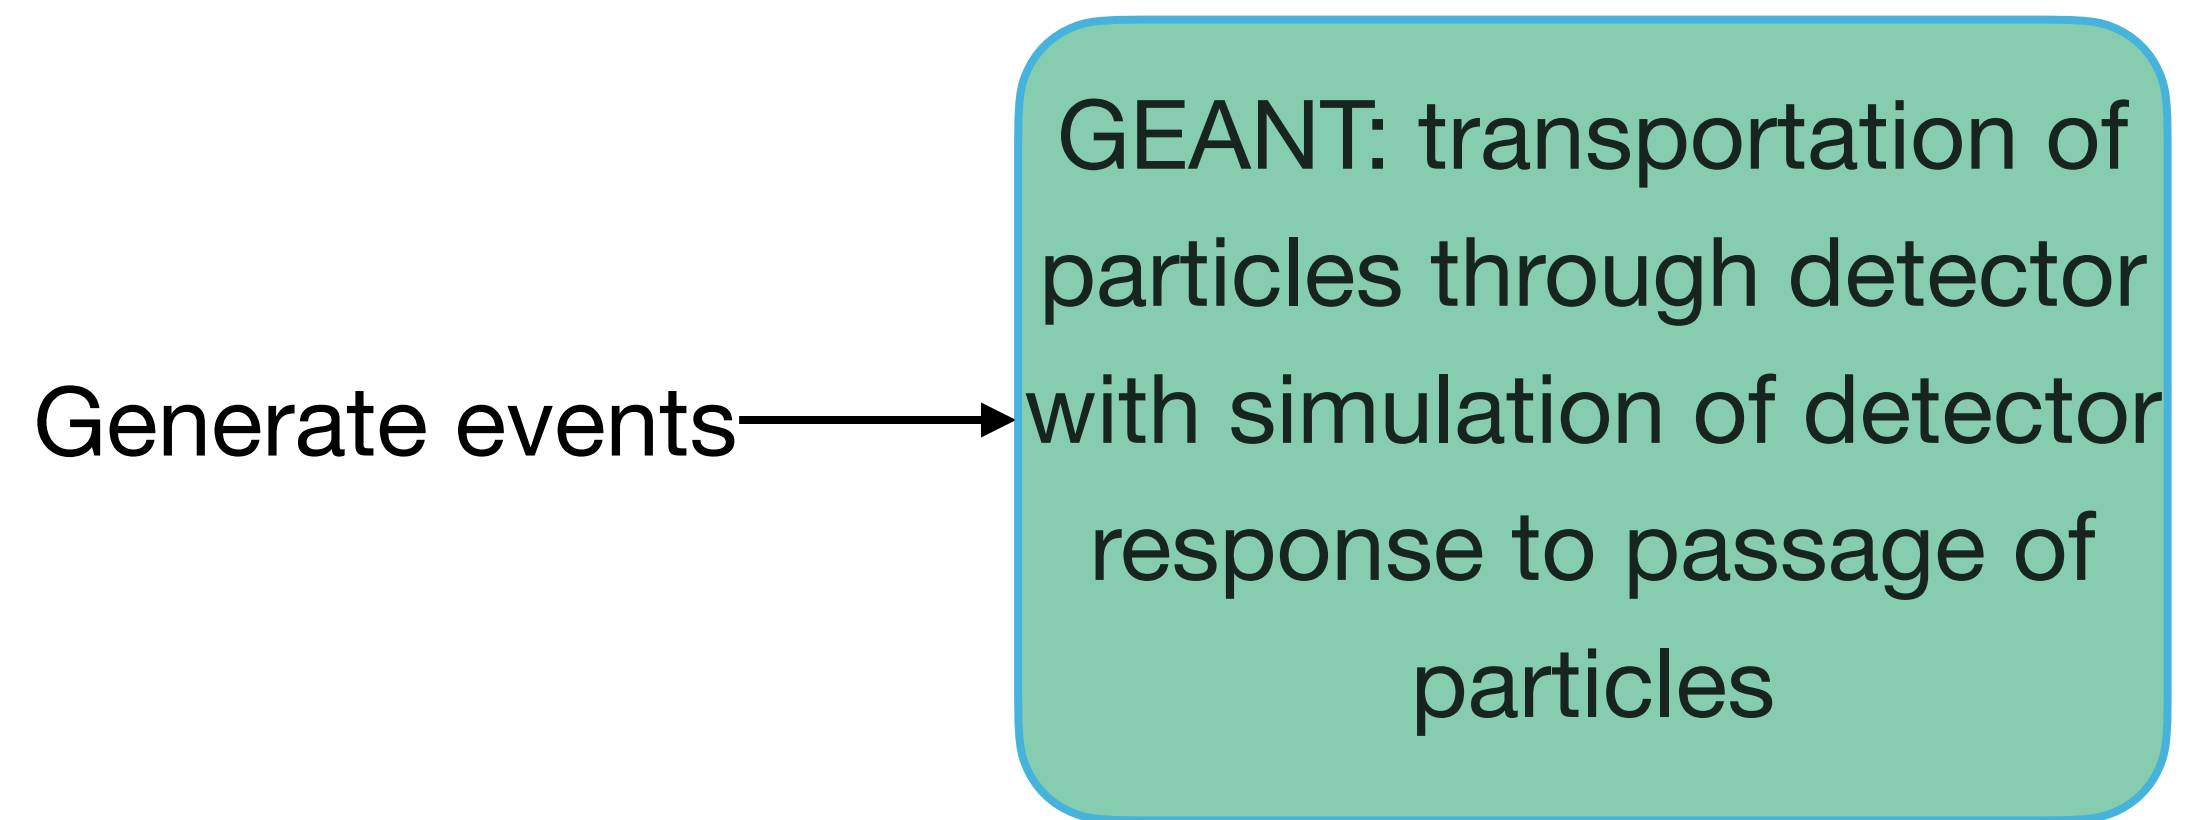 Generate events
GEANT: transportation of
particles through detector
with simulation of detector
response to passage of
particles